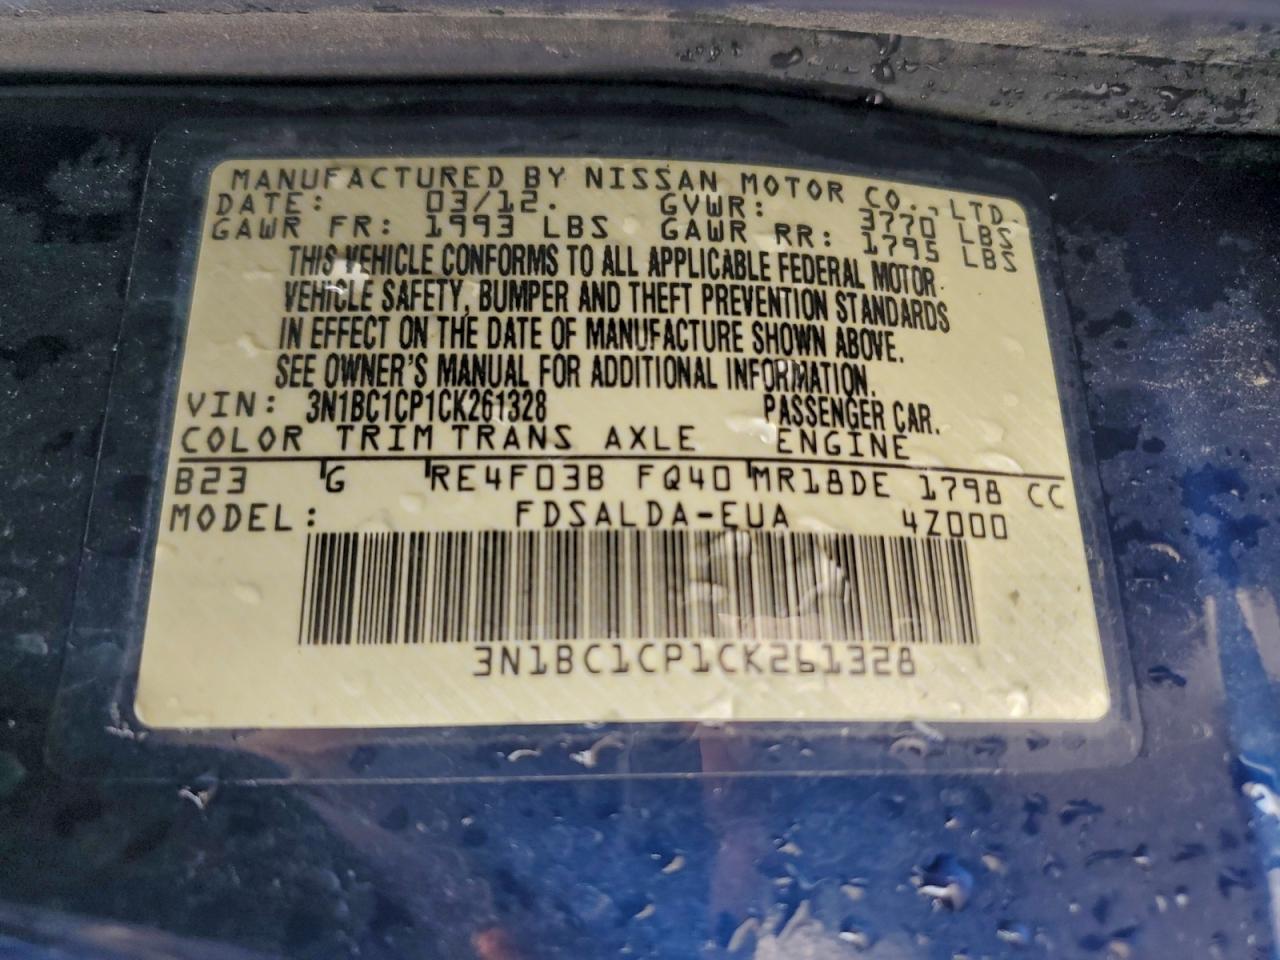 MANUFACTURED BY NISSAN MOTOR CO., LTD.
DATE: 03/12. GVWR: 3770 LBS
GAWR FR: 1993 LBS GAWR RR: 1795 LBS
THIS VEHICLE CONFORMS TO ALL APPLICABLE FEDERAL MOTOR
VEHICLE SAFETY, BUMPER AND THEFT PREVENTION STANDARDS
IN EFFECT ON THE DATE OF MANUFACTURE SHOWN ABOVE.
SEE OWNER'S MANUAL FOR ADDITIONAL INFORMATION.
VIN: 3N1BC1CP1CK261328 PASSENGER CAR.
COLOR TRIM TRANS AXLE ENGINE
B23 G RE4F03B FQ40 MR18DE 1798 CC
MODEL: FDSALDA-EUA 4Z000
3N1BC1CP1CK261328